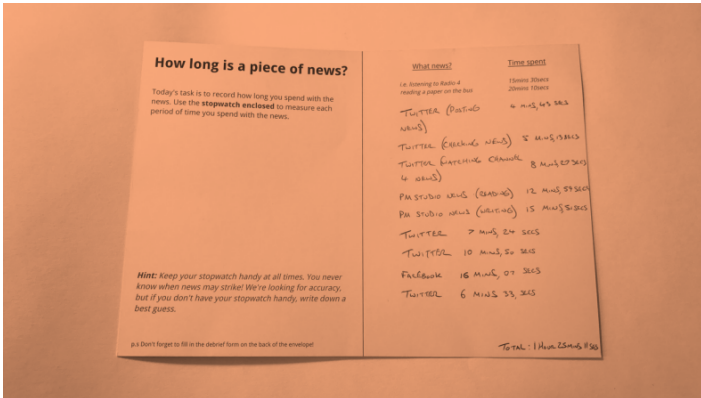 How long is a piece of news?
Today's task is to record how long you spend with the
news. Use the stopwatch enclosed to measure each
period of time you spend with the news.
Hint: Keep your stopwatch handy at all times. You never
know when news may strike! We're looking for accuracy,
but if you don't have your stopwatch handy, write down a
best guess.
p.s Don't forget to fill in the debrief form on the back of the envelope!
What news? Time spent
i.e. listening to Radio 4 15mins 30secs
reading a paper on the bus 20mins 10secs
TWITTER (POSTING 4 MINS, 43 SECS
NEWS)
TWITTER (CHECKING NEWS) 5 MINS, 13 SECS
TWITTER (WATCHING CHANNEL 8 MINS, 27 SECS
4 NEWS)
PM STUDIO NEWS (READING) 12 MINS, 57 SECS
PM STUDIO NEWS (WRITING) 15 MINS, 51 SECS
TWITTER 7 MINS, 24 SECS
TWITTER 10 MINS, 50 SECS
FACEBOOK MINS, 07 SECS
TWITTER 6 MINS 33, SECS
TOTAL: 1 HOUR 25 MINS 11 SECS